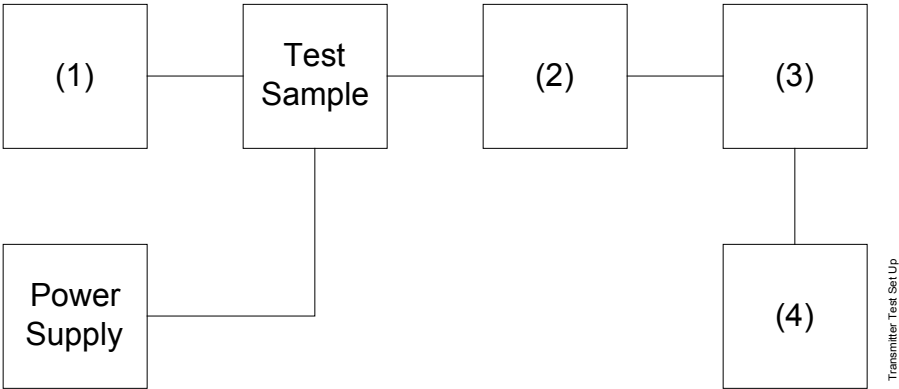 (1)
Test
Sample
(2)
(3)
Power
Supply
(4)
Transmitter Test Set Up